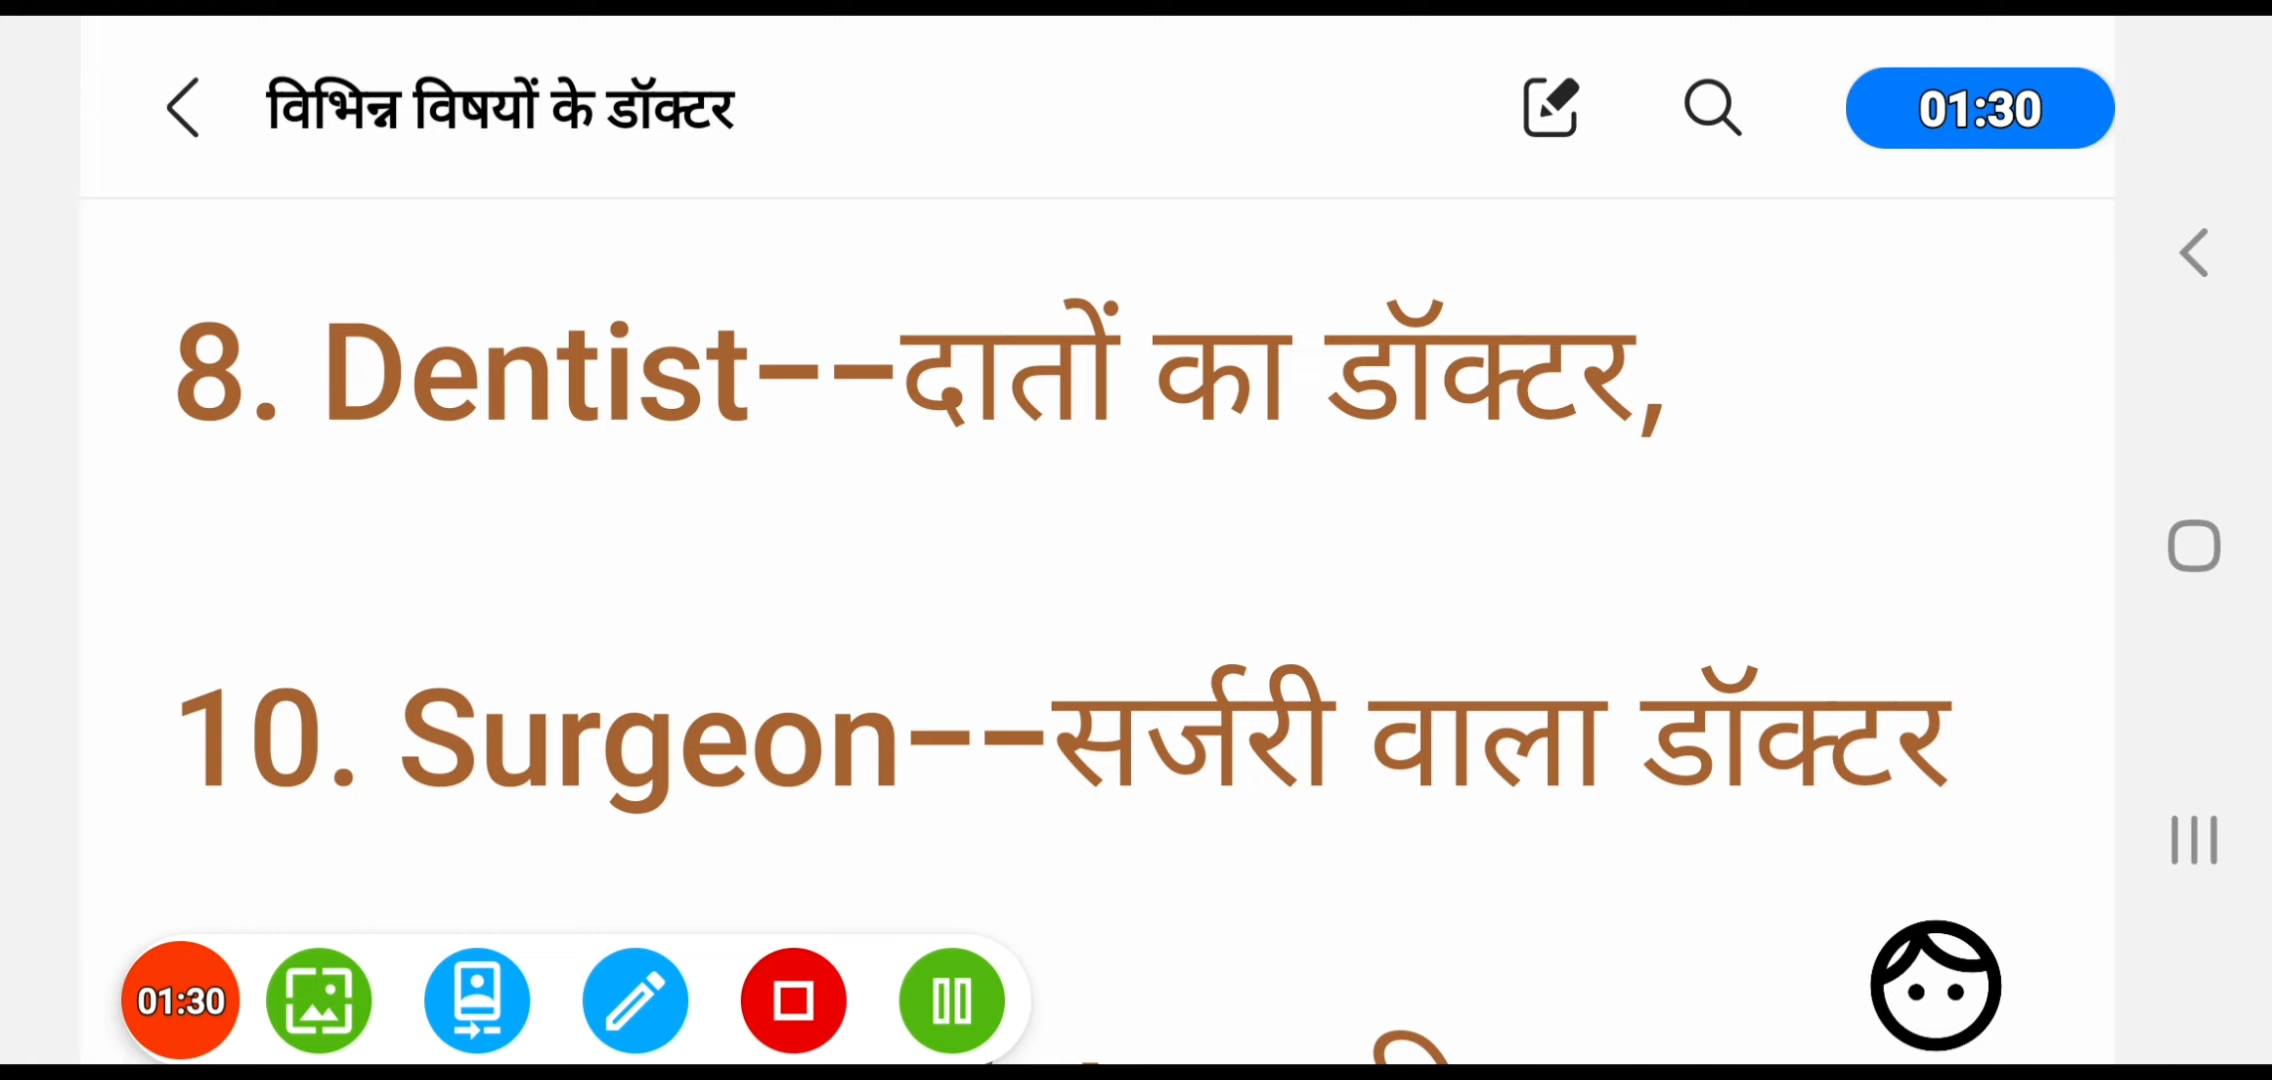 विभिन्न विषयों के डॉक्टर
01:30
8. Dentist--दातों का डॉक्टर,
10. Surgeon--सर्जरी वाला डॉक्टर
01:30